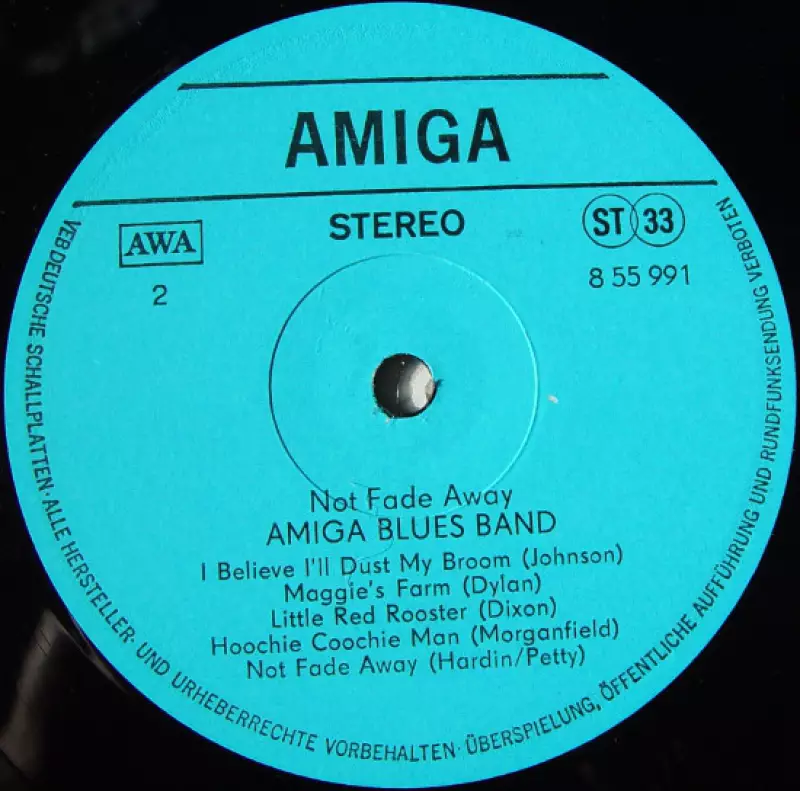 AMIGA
STEREO
AWA
2
ST 33
8 55 991
Not Fade Away
AMIGA BLUES BAND
I Believe I'll Dust My Broom (Johnson)
Maggie's Farm (Dylan)
Little Red Rooster (Dixon)
Hoochie Coochie Man (Morganfield)
Not Fade Away (Hardin/Petty)
VEB DEUTSCHE SCHALLPLATTEN · ALLE HERSTELLER- UND URHEBERRECHTE VORBEHALTEN · ÜBERSPIELUNG, ÖFFENTLICHE AUFFÜHRUNG UND RUNDFUNKSENDUNG VERBOTEN